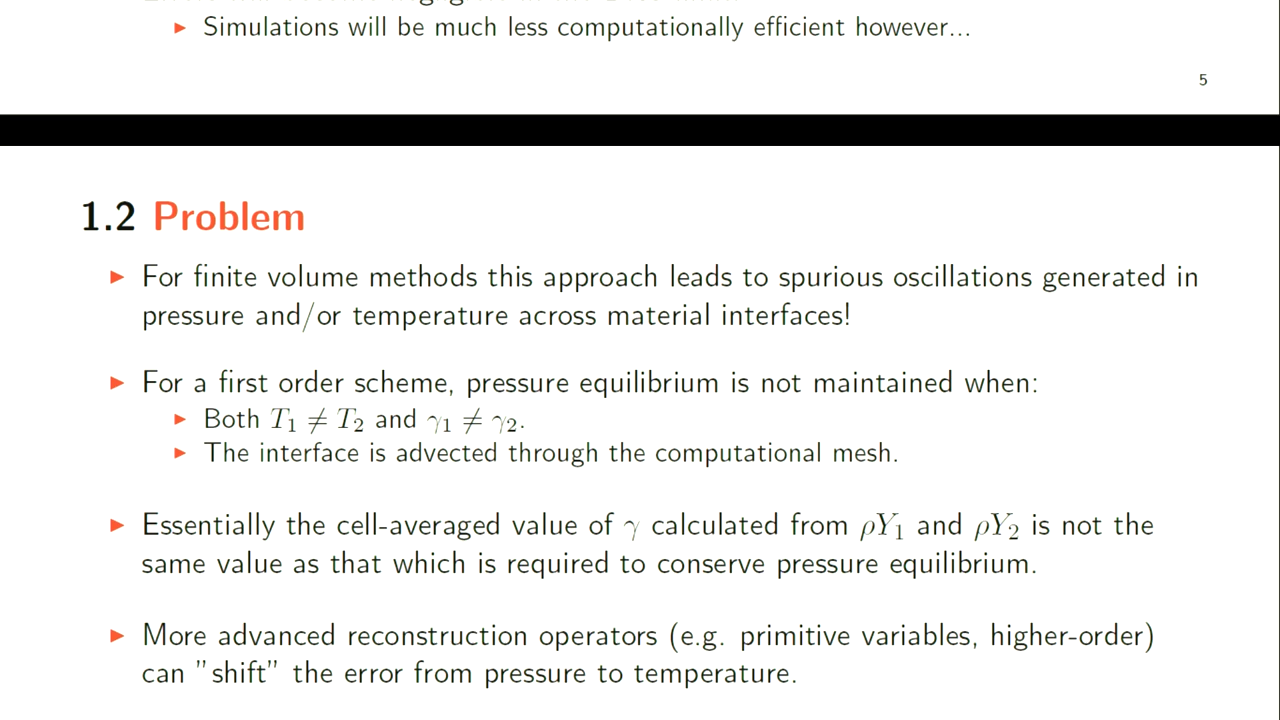 ▶ Simulations will be much less computationally efficient however...
5
1.2 Problem
▶ For finite volume methods this approach leads to spurious oscillations generated in
pressure and/or temperature across material interfaces!
▶ For a first order scheme, pressure equilibrium is not maintained when:
▶ Both T₁ ≠ T₂ and γ₁ ≠ γ₂.
▶ The interface is advected through the computational mesh.
▶ Essentially the cell-averaged value of γ calculated from ρY₁ and ρY₂ is not the
same value as that which is required to conserve pressure equilibrium.
▶ More advanced reconstruction operators (e.g. primitive variables, higher-order)
can ”shift” the error from pressure to temperature.